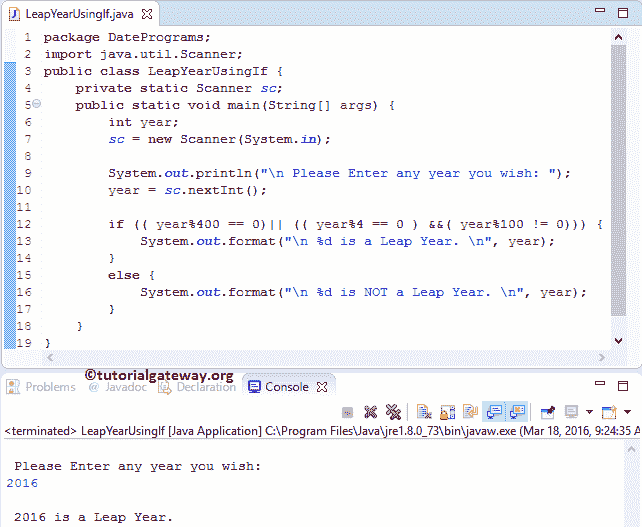 LeapYearUsingIf.java
1 package DatePrograms;
2 import java.util.Scanner;
3 public class LeapYearUsingIf {
4 private static Scanner sc;
5 public static void main(String[] args) {
6 int year;
7 sc = new Scanner(System.in);
8
9 System.out.println("\n Please Enter any year you wish: ");
10 year = sc.nextInt();
11
12 if (( year%400 == 0)|| (( year%4 == 0 ) &&( year%100 != 0))) {
13 System.out.format("\n %d is a Leap Year. \n", year);
14 }
15 else {
16 System.out.format("\n %d is NOT a Leap Year. \n", year);
17 }
18 }
19 }
©tutorialgateway.org
Problems @ Javadoc Declaration Console
<terminated> LeapYearUsingIf [Java Application] C:\Program Files\Java\jre1.8.0_73\bin\javaw.exe (Mar 18, 2016, 9:24:35 A
Please Enter any year you wish:
2016
2016 is a Leap Year.